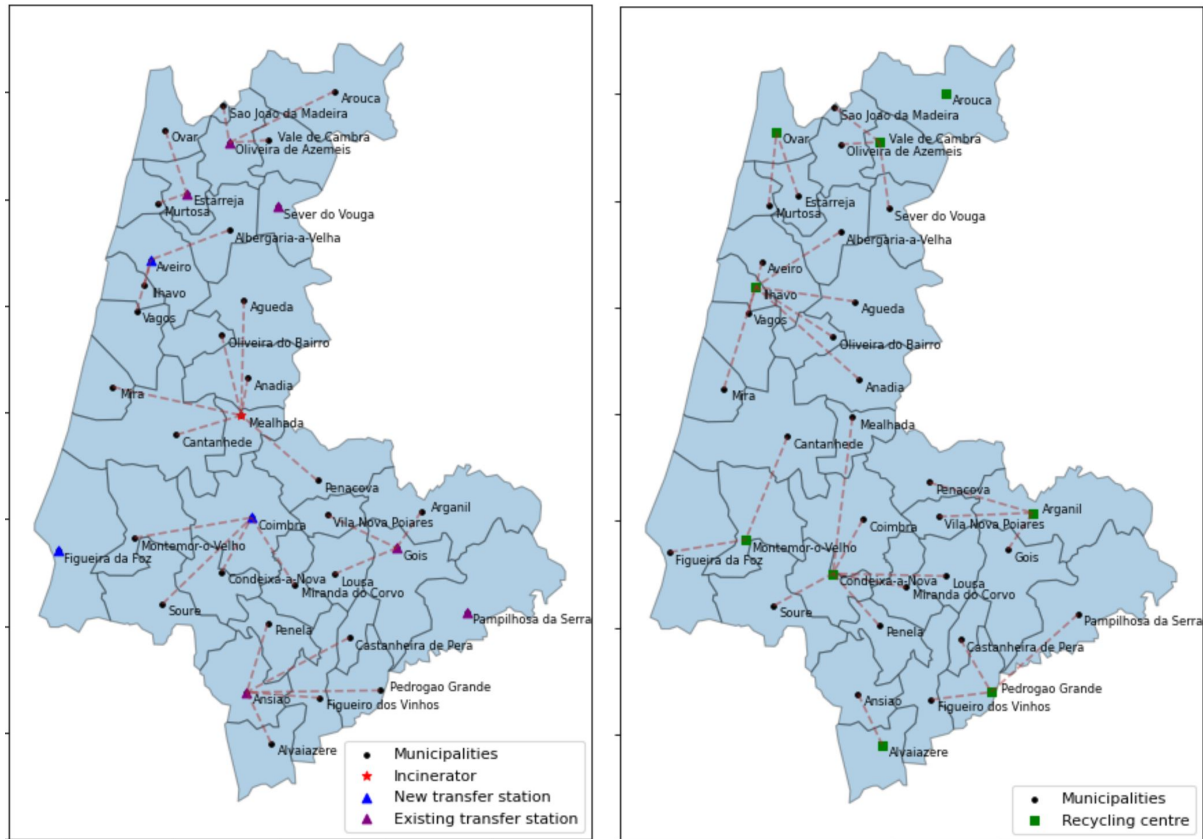 Arouca
Sao Joao da Madeira
Ovar
Vale de Cambra
Oliveira de Azemeis
Estarreja
Murtosa
Sever do Vouga
Albergaria-a-Velha
Aveiro
Ilhavo
Agueda
Vagos
Oliveira do Bairro
Anadia
Mira
Mealhada
Cantanhede
Penacova
Arganil
Vila Nova Poiares
Coimbra
Montemor-o-Velho
Gois
Figueira da Foz
Condeixa-a-Nova
Lousa
Miranda do Corvo
Soure
Pampilhosa da Serra
Penela
Castanheira de Pera
Pedrogao Grande
Ansiao
Figueiro dos Vinhos
Alvaiazere
Municipalities
Incinerator
New transfer station
Existing transfer station
Arouca
Sao Joao da Madeira
Ovar
Vale de Cambra
Oliveira de Azemeis
Estarreja
Murtosa
Sever do Vouga
Albergaria-a-Velha
Aveiro
Ilhavo
Agueda
Vagos
Oliveira do Bairro
Anadia
Mira
Mealhada
Cantanhede
Penacova
Arganil
Vila Nova Poiares
Coimbra
Montemor-o-Velho
Gois
Figueira da Foz
Condeixa-a-Nova
Lousa
Miranda do Corvo
Soure
Pampilhosa da Serra
Penela
Castanheira de Pera
Pedrogao Grande
Ansiao
Figueiro dos Vinhos
Alvaiazere
Municipalities
Recycling centre